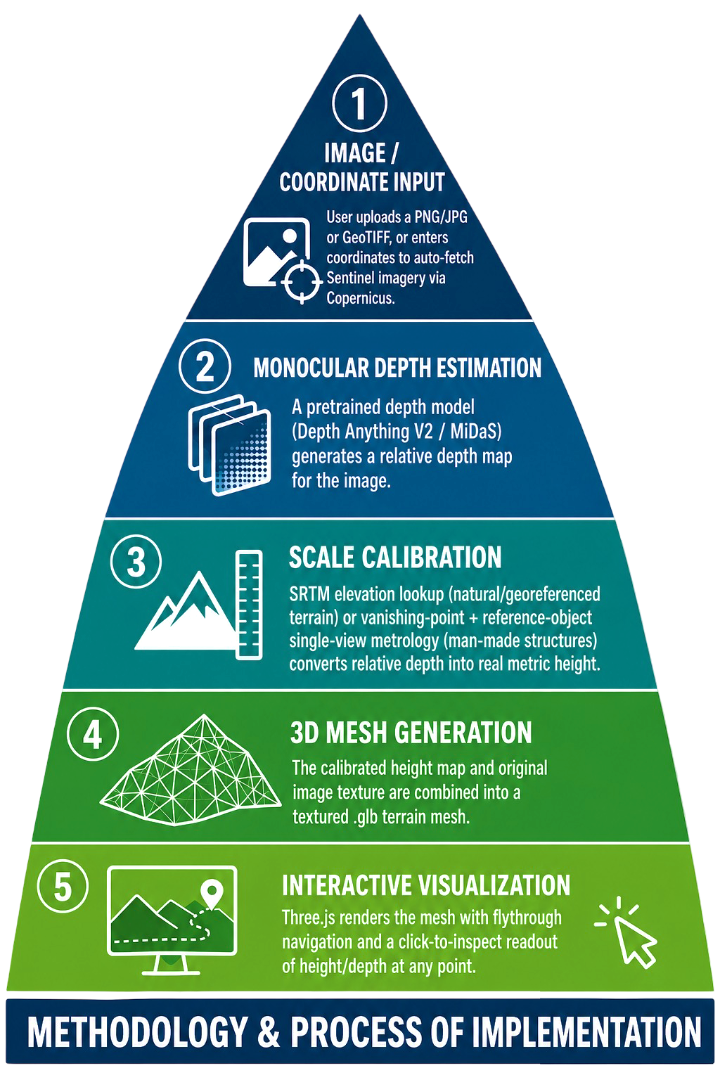 1
IMAGE /
COORDINATE INPUT
User uploads a PNG/JPG
or GeoTIFF, or enters
coordinates to auto-fetch
Sentinel imagery via
Copernicus.
2
MONOCULAR DEPTH ESTIMATION
A pretrained depth model
(Depth Anything V2 / MiDaS)
generates a relative depth map
for the image.
3
SCALE CALIBRATION
SRTM elevation lookup (natural/georeferenced
terrain) or vanishing-point + reference-object
single-view metrology (man-made structures)
converts relative depth into real metric height.
4
3D MESH GENERATION
The calibrated height map and original
image texture are combined into a
textured .glb terrain mesh.
5
INTERACTIVE VISUALIZATION
Three.js renders the mesh with flythrough
navigation and a click-to-inspect readout
of height/depth at any point.
METHODOLOGY & PROCESS OF IMPLEMENTATION